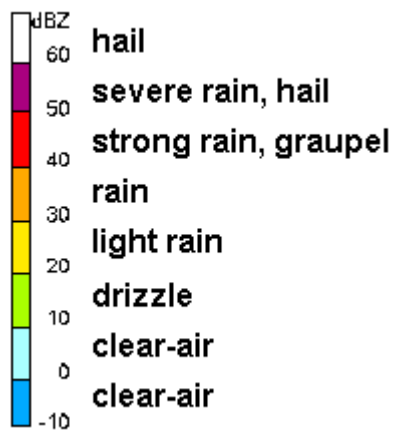 dBZ
hail
60
severe rain, hail
50
strong rain, graupel
40
rain
30
light rain
20
drizzle
10
clear-air
0
clear-air
-10